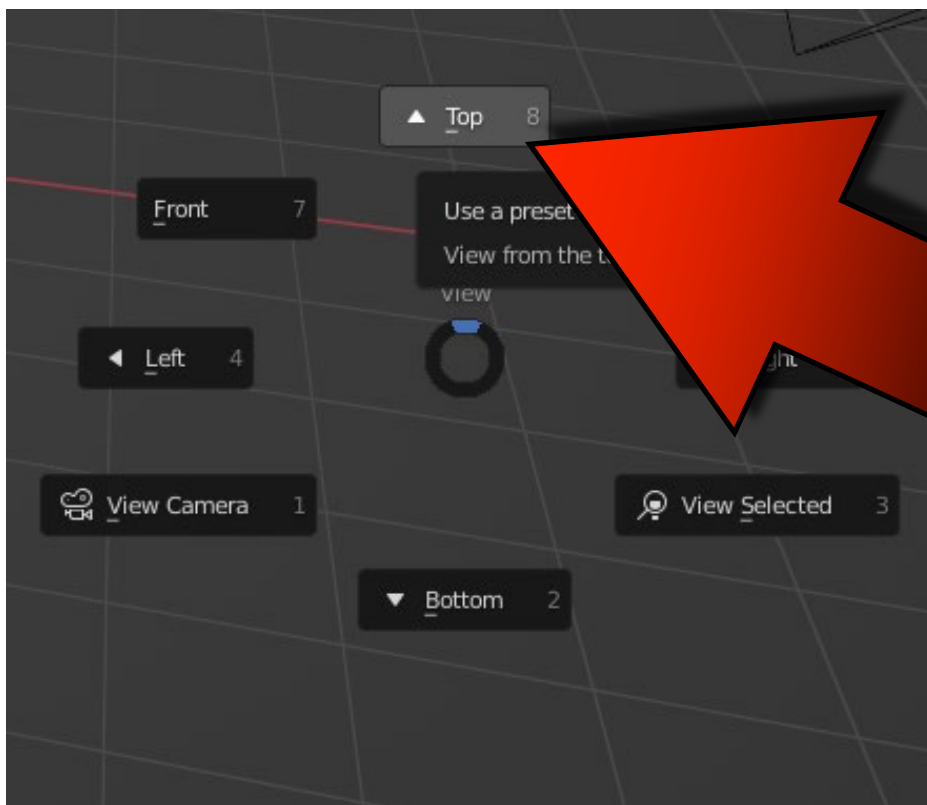 Top 8
Front 7
Use a preset
View from the
View
Left 4
View Camera 1
View Selected 3
Bottom 2